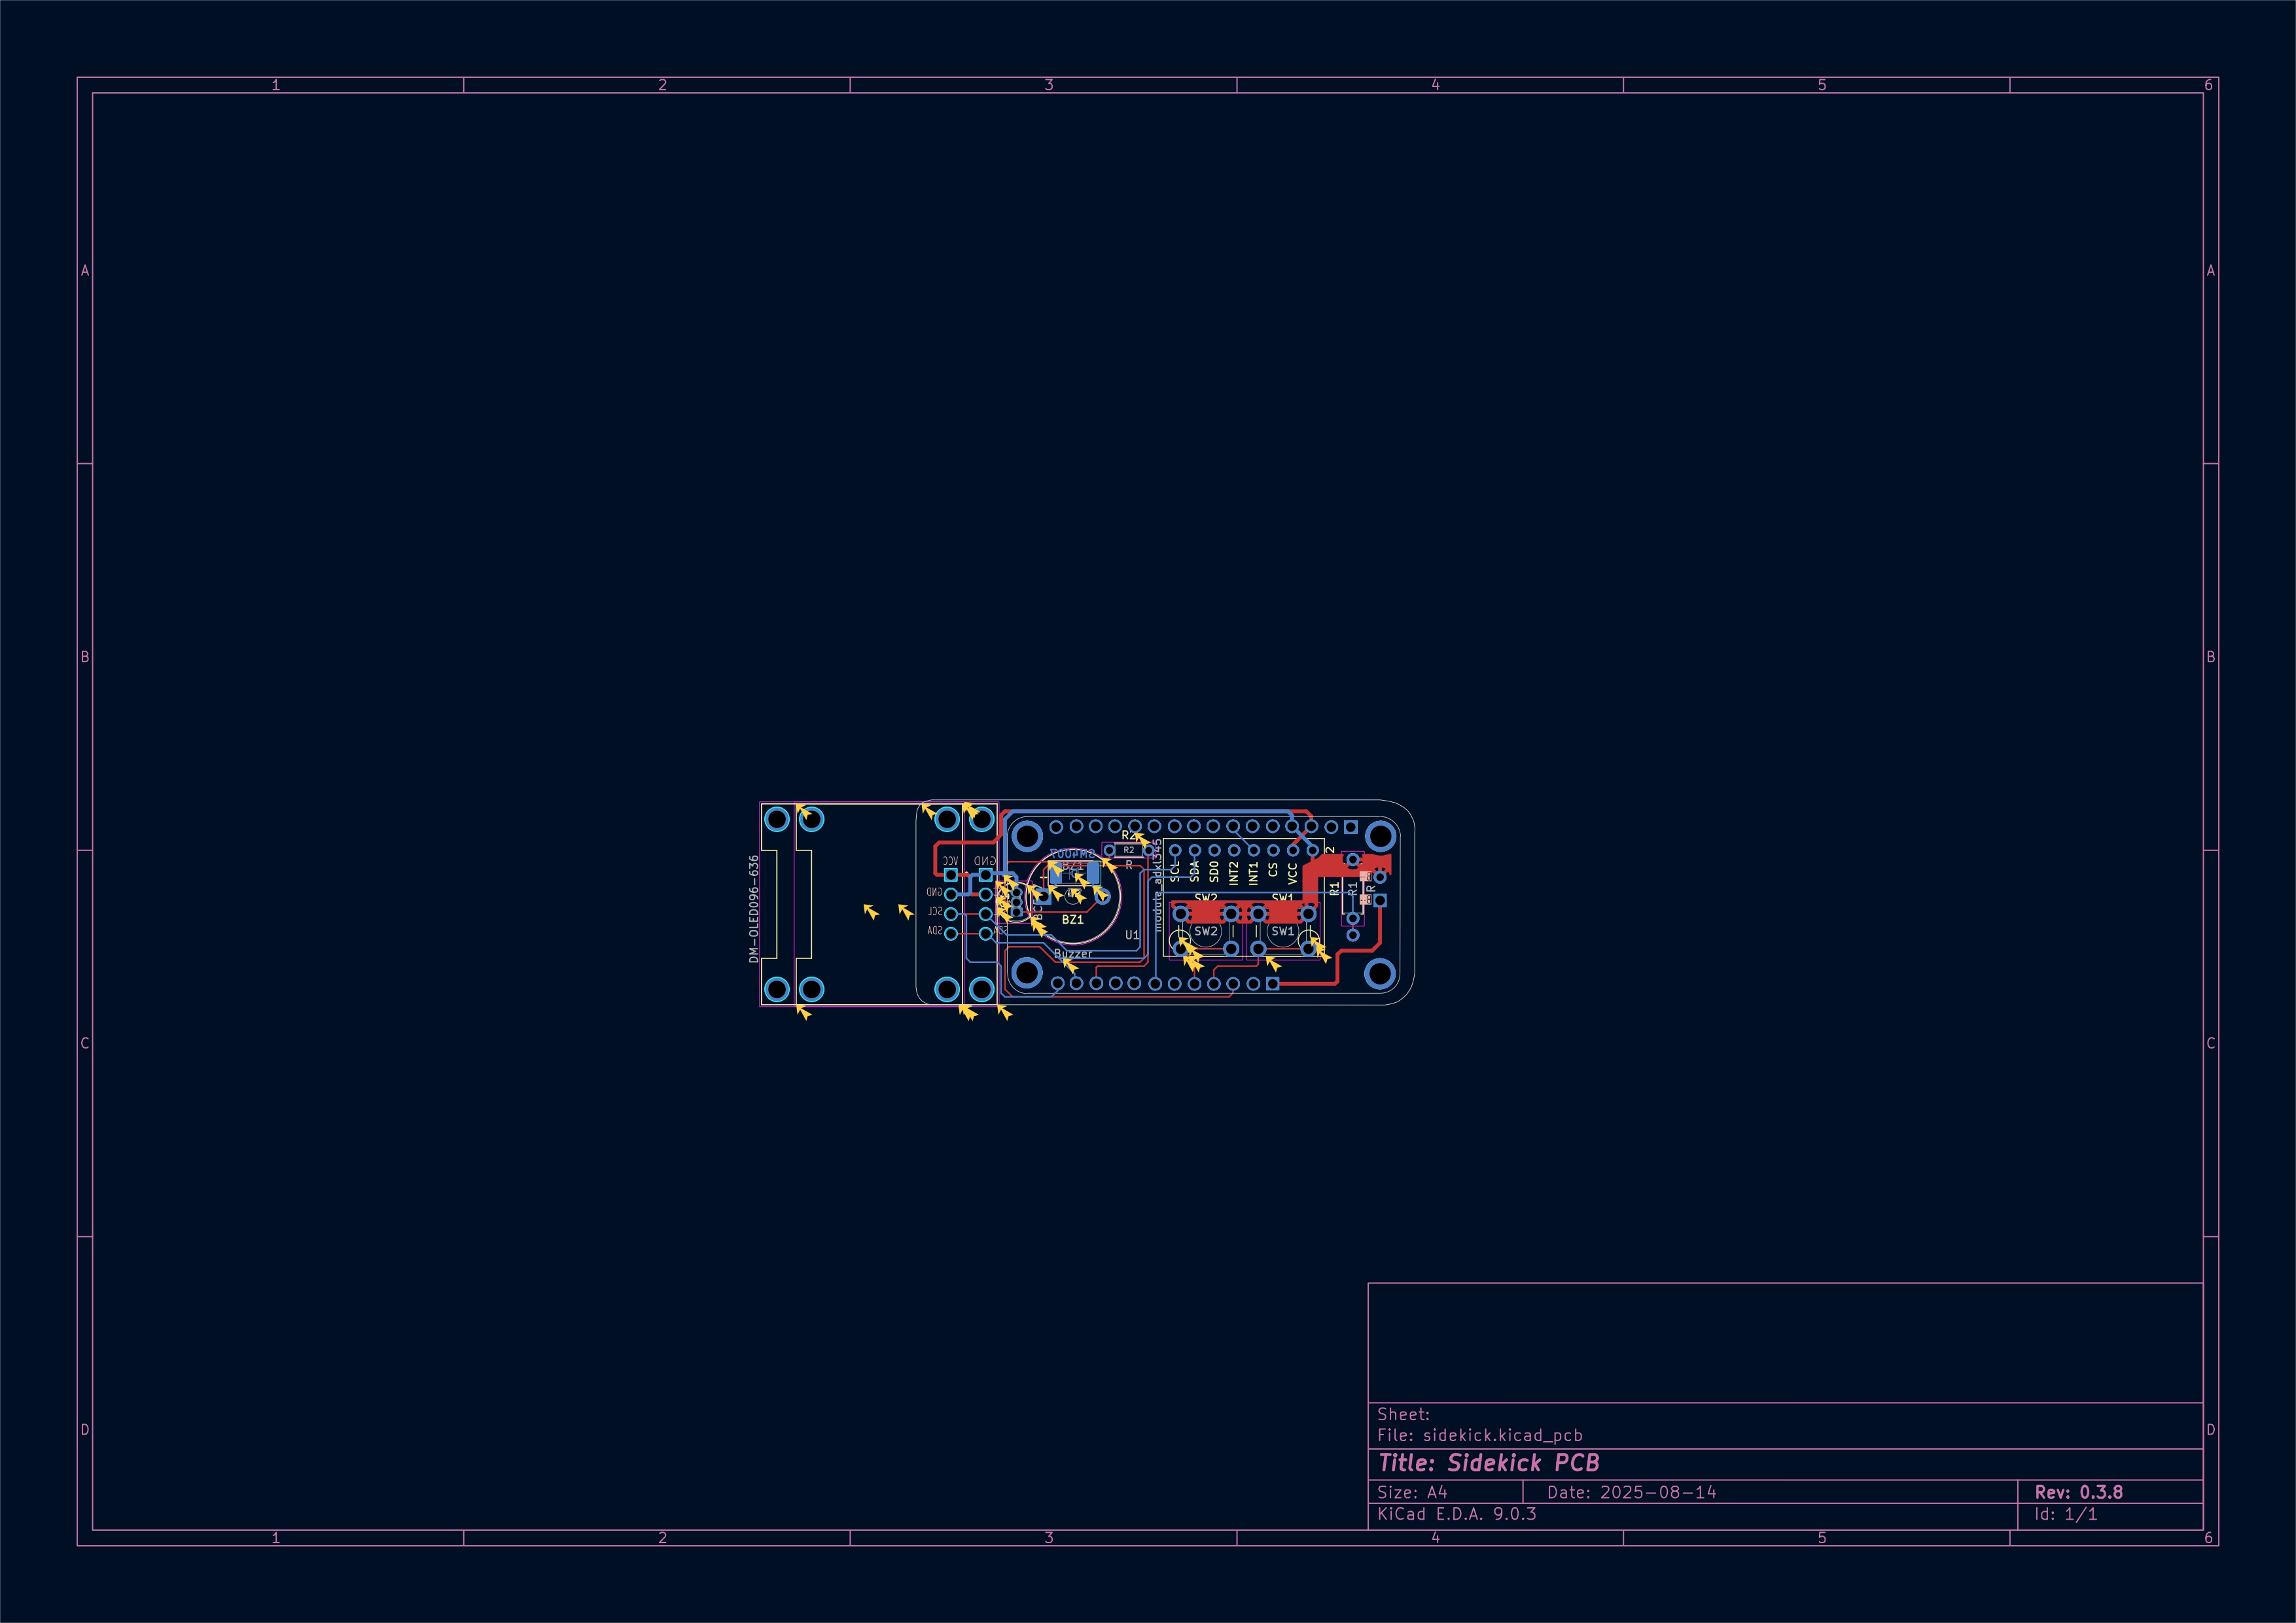 1 2 3 4 5 6
A A
B B
C C
D D
DM-OLED096-636
VCC
GND
GND
SCL
SDA
SDA
BZ1
Buzzer
U1
R2
R2
R
module_adxl345
SCL
SDA
SDO
INT2
INT1
CS
VCC
SW2
SW1
SW2
SW1
R1
R1
R
Sheet:
File: sidekick.kicad_pcb
Title: Sidekick PCB
Size: A4 Date: 2025-08-14 Rev: 0.3.8
KiCad E.D.A. 9.0.3 Id: 1/1
1 2 3 4 5 6